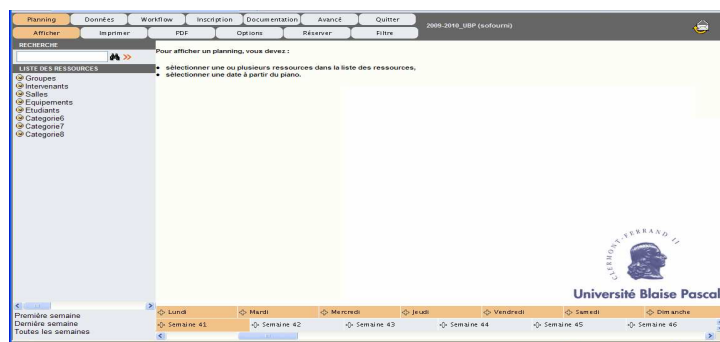 Planning Données Workflow Inscription Documentation Avancé Quitter
2009-2010_UBP (sofourni)
Afficher Imprimer PDF Options Réserver Filtre
RECHERCHE
Pour afficher un planning, vous devez :
LISTE DES RESSOURCES
• sélectionner une ou plusieurs ressources dans la liste des ressources,
• sélectionner une date à partir du piano.
Groupes
Intervenants
Salles
Equipements
Etudiants
Categorie6
Categorie7
Categorie8
CLERMONT-FERRAND II
Université Blaise Pascal
Première semaine
Dernière semaine
Toutes les semaines
Lundi Mardi Mercredi Jeudi Vendredi Samedi Dimanche
Semaine 41 Semaine 42 Semaine 43 Semaine 44 Semaine 45 Semaine 46